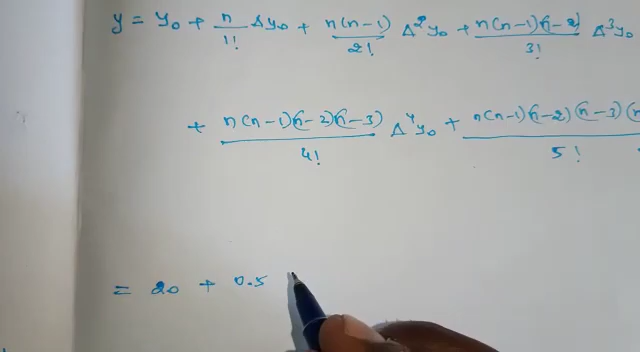 y = y₀ + n/1! Δy₀ + n(n-1)/2! Δ²y₀ + n(n-1)(n-2)/3! Δ³y₀
+ n(n-1)(n-2)(n-3)/4! Δ⁴y₀ + n(n-1)(n-2)(n-3)(n/5!
= 20 + 0.5